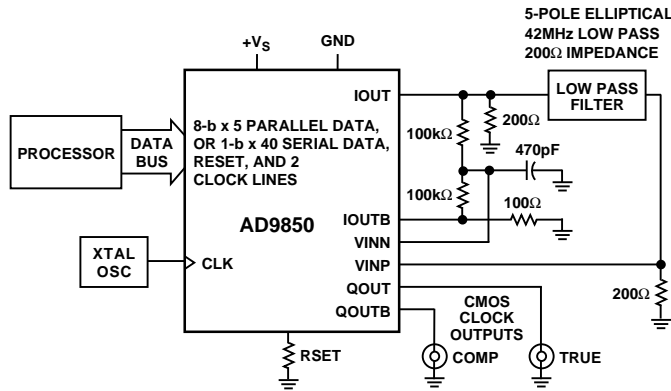 5-POLE ELLIPTICAL
42MHz LOW PASS
200Ω IMPEDANCE
+VS
GND
IOUT
LOW PASS
FILTER
8-b x 5 PARALLEL DATA,
OR 1-b x 40 SERIAL DATA,
RESET, AND 2
CLOCK LINES
100kΩ
200Ω
470pF
PROCESSOR
DATA
BUS
100kΩ
100Ω
AD9850
IOUTB
VINN
XTAL
OSC
CLK
VINP
QOUT
QOUTB
CMOS
CLOCK
OUTPUTS
200Ω
RSET
COMP
TRUE